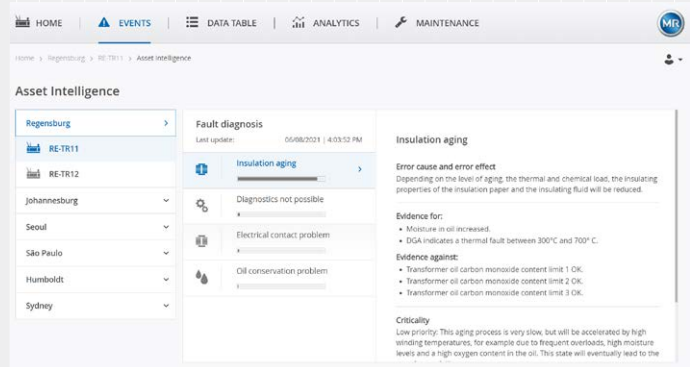 HOME
EVENTS
DATA TABLE
ANALYTICS
MAINTENANCE
MR
Home > Regensburg > RE-TR11 > Asset Intelligence
Asset Intelligence
Regensburg
RE-TR11
RE-TR12
Johannesburg
Seoul
São Paulo
Humboldt
Sydney
Fault diagnosis
Last update: 06/08/2021 | 4:03:52 PM
Insulation aging
Diagnostics not possible
Electrical contact problem
Oil conservation problem
Insulation aging
Error cause and error effect
Depending on the level of aging, the thermal and chemical load, the insulating
properties of the insulation paper and the insulating fluid will be reduced.
Evidence for:
• Moisture in oil increased.
• DGA indicates a thermal fault between 300°C and 700° C.
Evidence against:
• Transformer oil carbon monoxide content limit 1 OK.
• Transformer oil carbon monoxide content limit 2 OK.
• Transformer oil carbon monoxide content limit 3 OK.
Criticality
Low priority: This aging process is very slow, but will be accelerated by high
winding temperatures, for example due to frequent overloads, high moisture
levels and a high oxygen content in the oil. This state will eventually lead to the